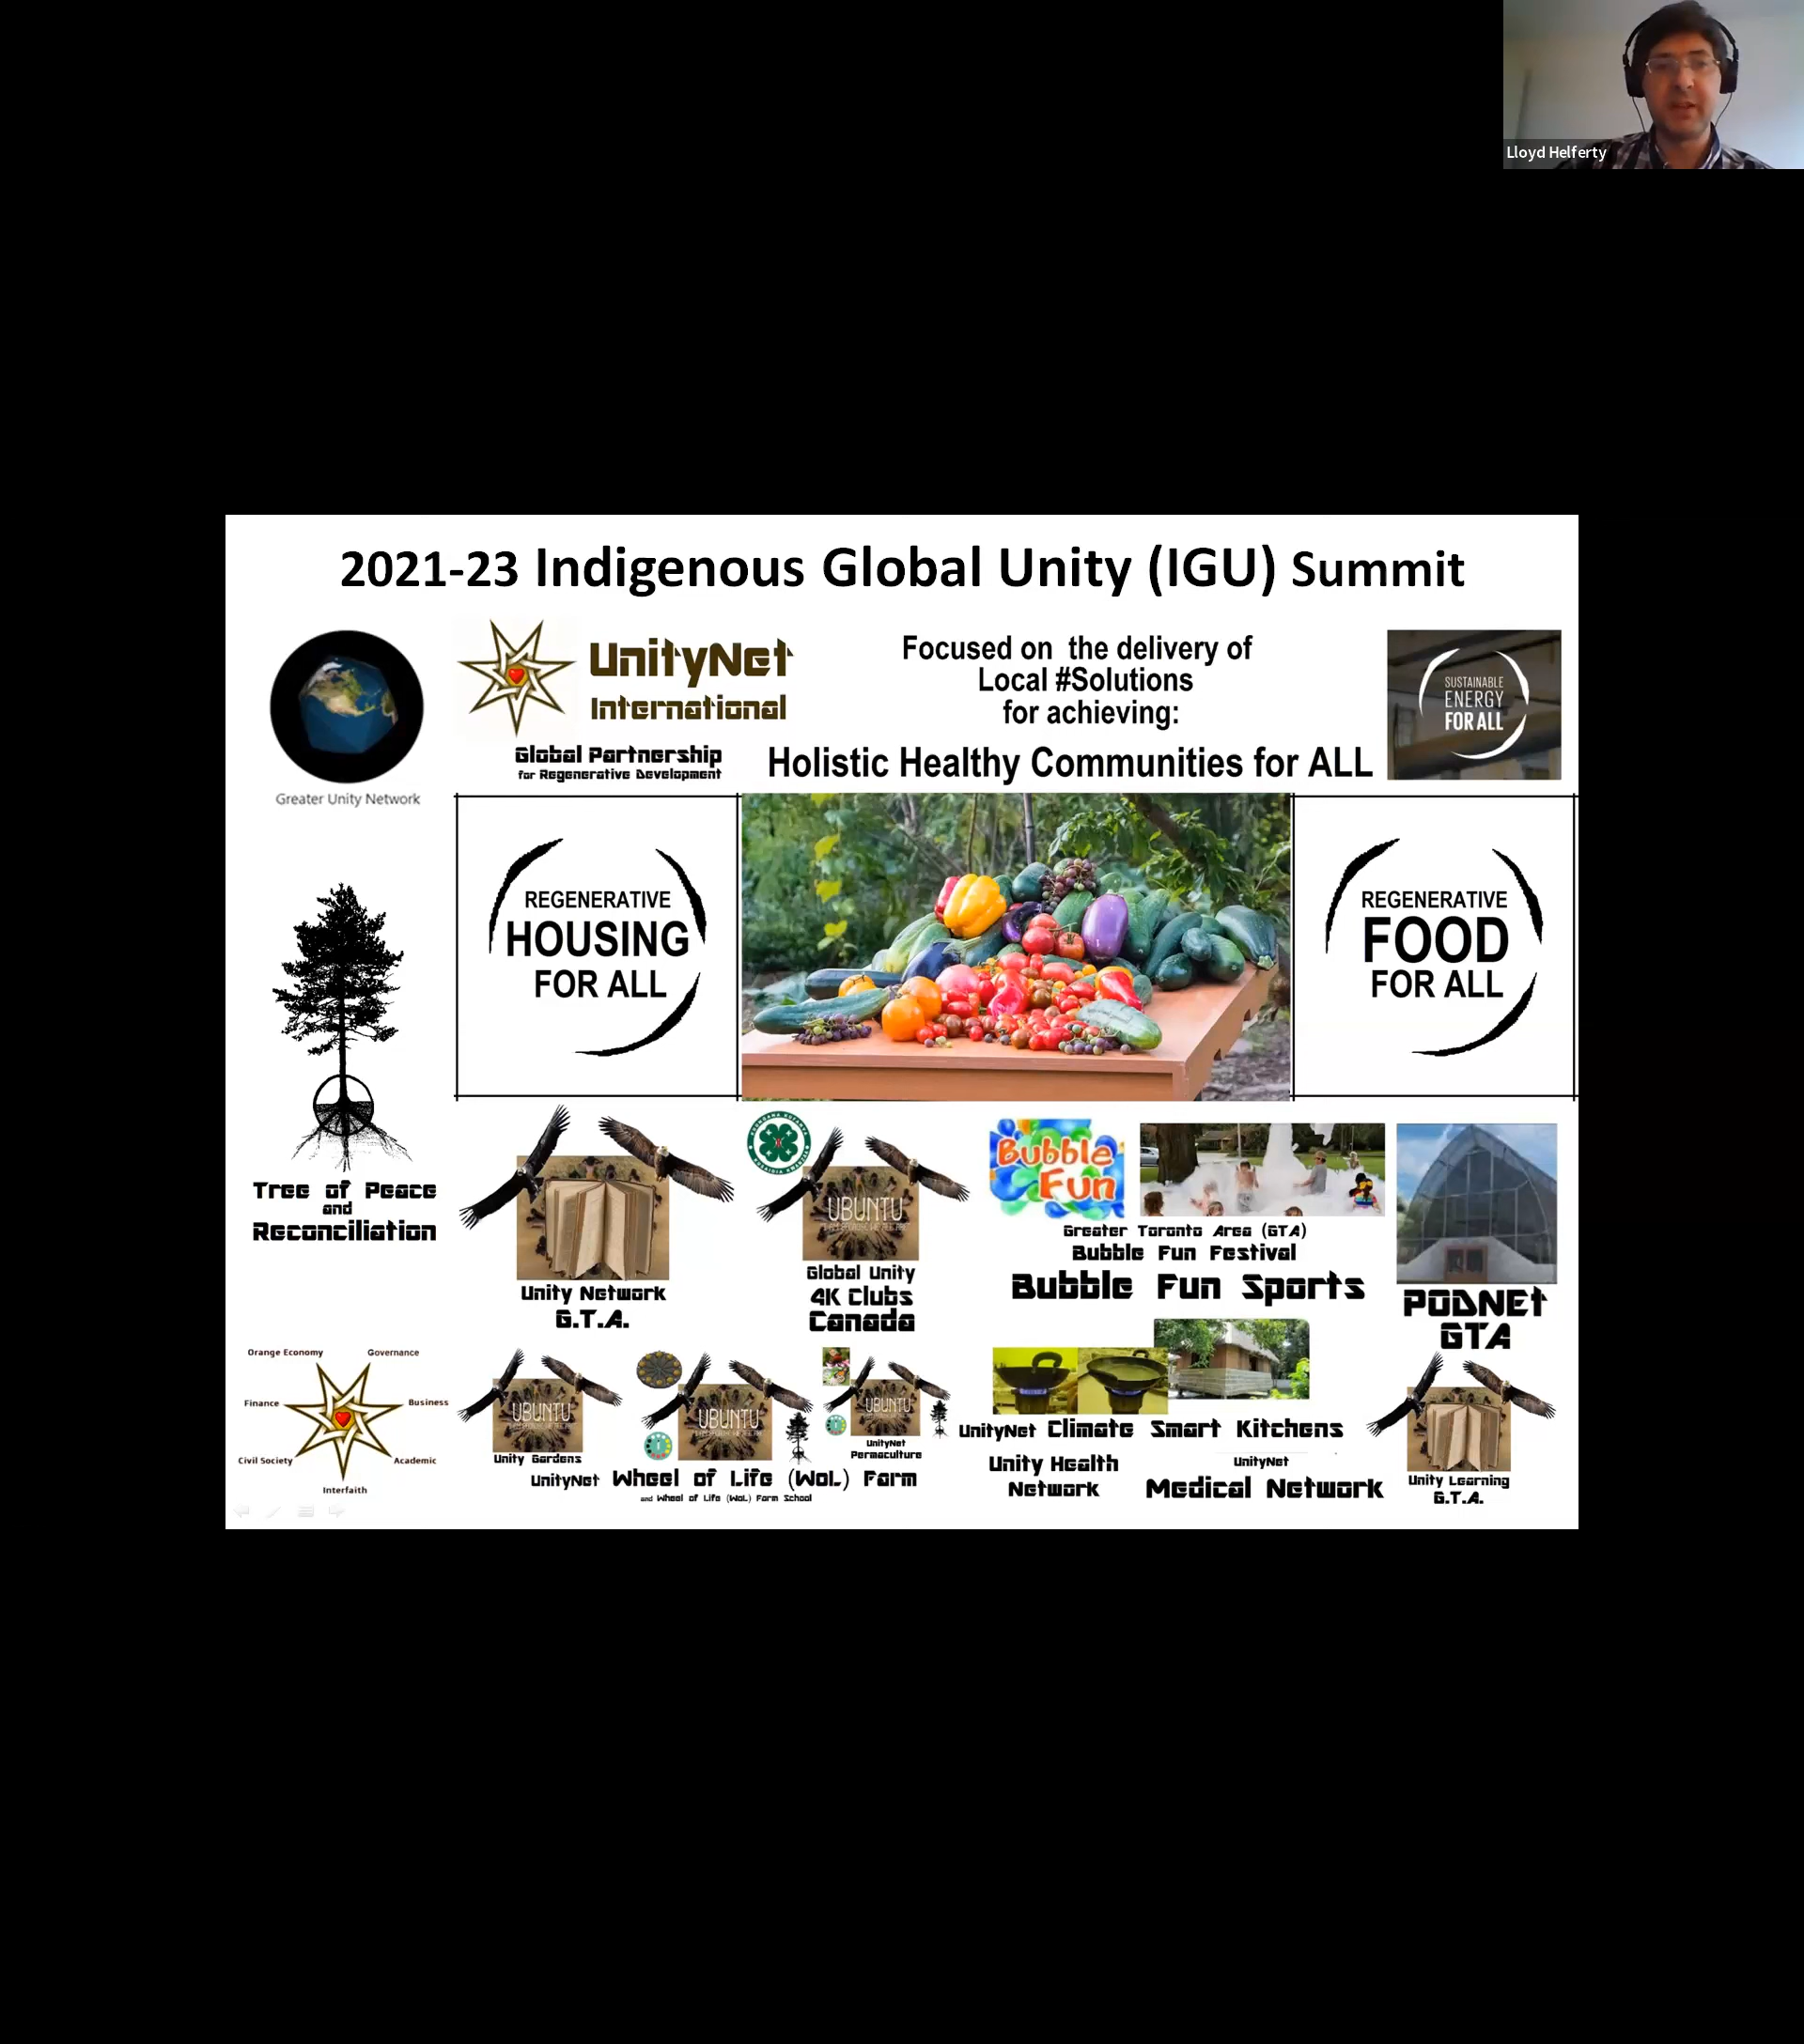 Lloyd Helferty
2021-23 Indigenous Global Unity (IGU) Summit
Greater Unity Network
UnityNet
International
Global Partnership
for Regenerative Development
Focused on the delivery of
Local #Solutions
for achieving:
Holistic Healthy Communities for ALL
SUSTAINABLE
ENERGY
FOR ALL
REGENERATIVE
HOUSING
FOR ALL
REGENERATIVE
FOOD
FOR ALL
Tree of Peace
and
Reconciliation
Unity Network
G.T.A.
UBUNTU
Global Unity
4K Clubs
Canada
Bubble
Fun
Greater Toronto Area (GTA)
Bubble Fun Festival
Bubble Fun Sports
PODNET
GTA
Orange Economy
Governance
Finance
Business
Civil Society
Academic
Interfaith
UBUNTU
Unity Gardens
UBUNTU
UnityNet Wheel of Life (WoL) Farm
and Wheel of Life (WoL) Farm School
UBUNTU
UnityNet
Permaculture
UnityNet Climate Smart Kitchens
Unity Health
Network
UnityNet
Medical Network
Unity Learning
G.T.A.